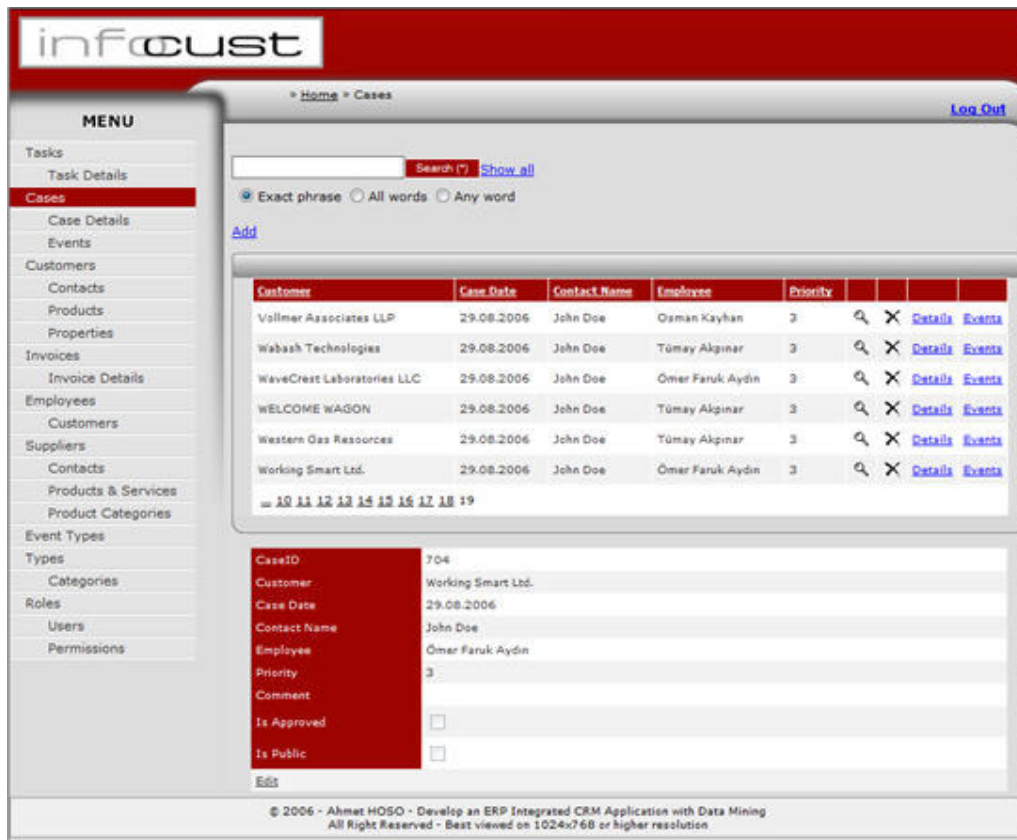 infocust
» Home » Cases
Log Out
MENU
Tasks
Task Details
Cases
Case Details
Events
Customers
Contacts
Products
Properties
Invoices
Invoice Details
Employees
Customers
Suppliers
Contacts
Products & Services
Product Categories
Event Types
Types
Categories
Roles
Users
Permissions
Search (*) Show all
Exact phrase All words Any word
Add
Customer Case Date Contact Name Employee Priority
Vollmer Associates LLP 29.08.2006 John Doe Osman Kayhan 3 Details Events
Wabash Technologies 29.08.2006 John Doe Tümay Akpınar 3 Details Events
WaveCrest Laboratories LLC 29.08.2006 John Doe Ömer Faruk Aydın 3 Details Events
WELCOME WAGON 29.08.2006 John Doe Tümay Akpınar 3 Details Events
Western Gas Resources 29.08.2006 John Doe Tümay Akpınar 3 Details Events
Working Smart Ltd. 29.08.2006 John Doe Ömer Faruk Aydın 3 Details Events
... 10 11 12 13 14 15 16 17 18 19
CaseID 704
Customer Working Smart Ltd.
Case Date 29.08.2006
Contact Name John Doe
Employee Ömer Faruk Aydın
Priority 3
Comment
Is Approved
Is Public
Edit
© 2006 - Ahmet HOSO - Develop an ERP Integrated CRM Application with Data Mining
All Right Reserved - Best viewed on 1024x768 or higher resolution